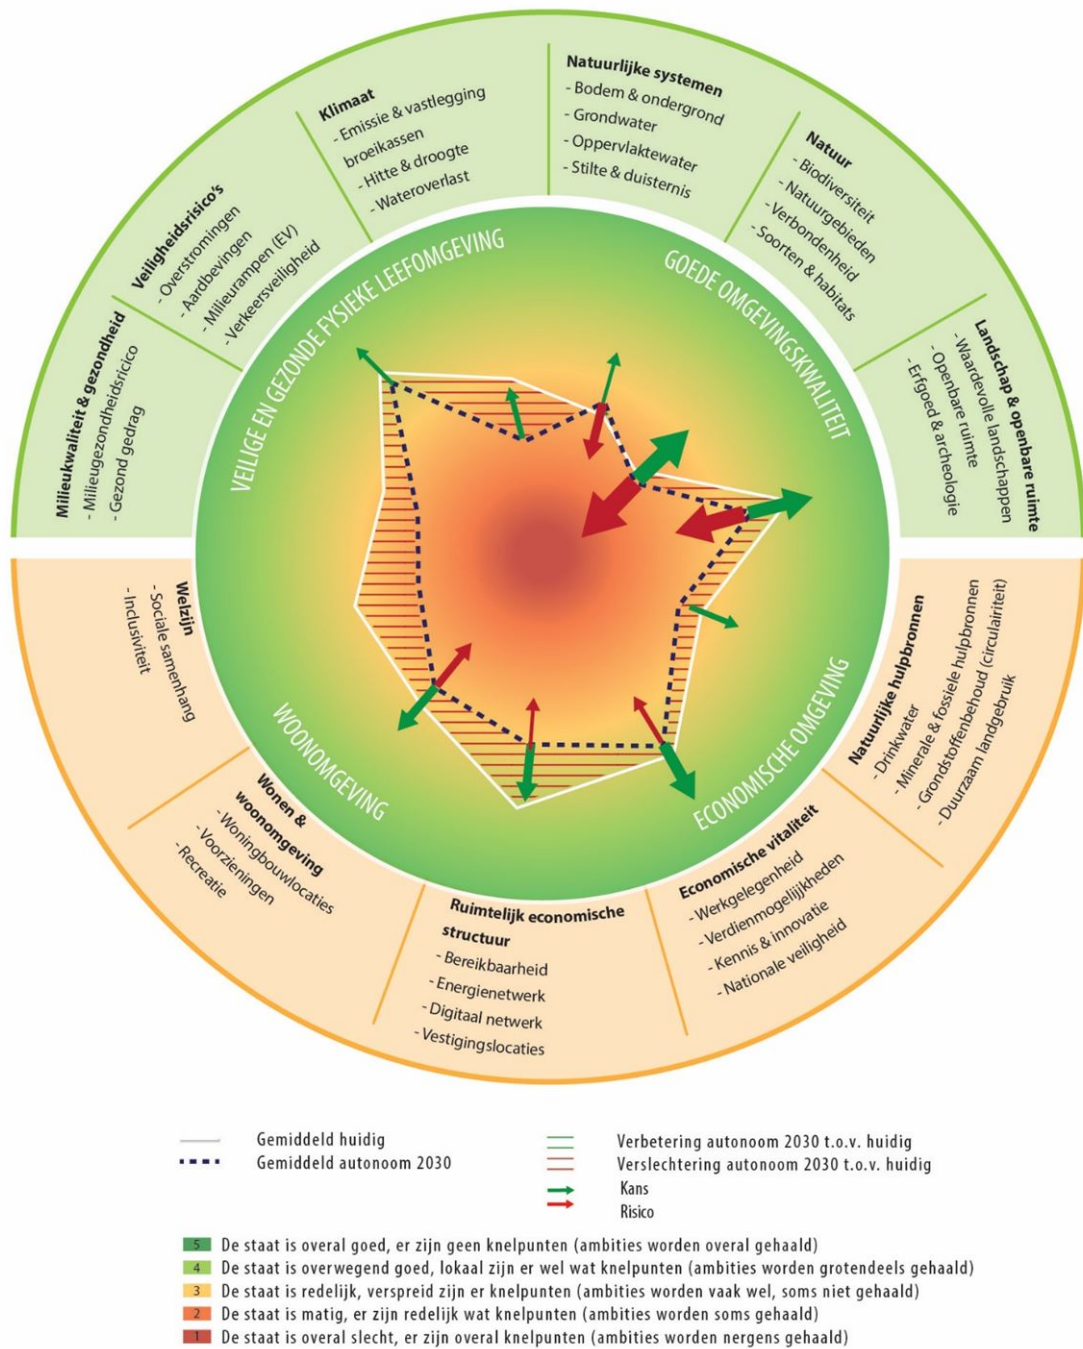 Klimaat
- Emissie & vastlegging
broeikassen
- Hitte & droogte
- Wateroverlast
Natuurlijke systemen
- Bodem & ondergrond
- Grondwater
- Oppervlaktewater
- Stilte & duisternis
Natuur
- Biodiversiteit
- Natuurgebieden
- Verbondenheid
- Soorten & habitats
Landschap & openbare ruimte
- Waardevolle landschappen
- Openbare ruimte
- Erfgoed & archeologie
Veiligheidsrisico's
- Overstromingen
- Aardbevingen
- Milieurampen (EV)
- Verkeersveiligheid
Milieukwaliteit & gezondheid
- Milieugezondheidsricico
- Gezond gedrag
VEILIGE EN GEZONDE FYSIEKE LEEFOMGEVING
GOEDE OMGEVINGSKWALITEIT
WOONOMGEVING
ECONOMISCHE OMGEVING
Welzijn
- Sociale samenhang
- Inclusiviteit
Wonen &
woonomgeving
- Woningbouwlocaties
- Voorzieningen
- Recreatie
Ruimtelijk economische
structuur
- Bereikbaarheid
- Energienetwerk
- Digitaal netwerk
- Vestigingslocaties
Economische vitaliteit
- Werkgelegenheid
- Verdienmogelijkheden
- Kennis & innovatie
- Nationale veiligheid
Natuurlijke hulpbronnen
- Drinkwater
- Minerale & fossiele hulpbronnen
- Grondstoffenbehoud (circulairiteit)
- Duurzaam landgebruik
Gemiddeld huidig
Gemiddeld autonoom 2030
Verbetering autonoom 2030 t.o.v. huidig
Verslechtering autonoom 2030 t.o.v. huidig
Kans
Risico
5 De staat is overal goed, er zijn geen knelpunten (ambities worden overal gehaald)
4 De staat is overwegend goed, lokaal zijn er wel wat knelpunten (ambities worden grotendeels gehaald)
3 De staat is redelijk, verspreid zijn er knelpunten (ambities worden vaak wel, soms niet gehaald)
2 De staat is matig, er zijn redelijk wat knelpunten (ambities worden soms gehaald)
1 De staat is overal slecht, er zijn overal knelpunten (ambities worden nergens gehaald)